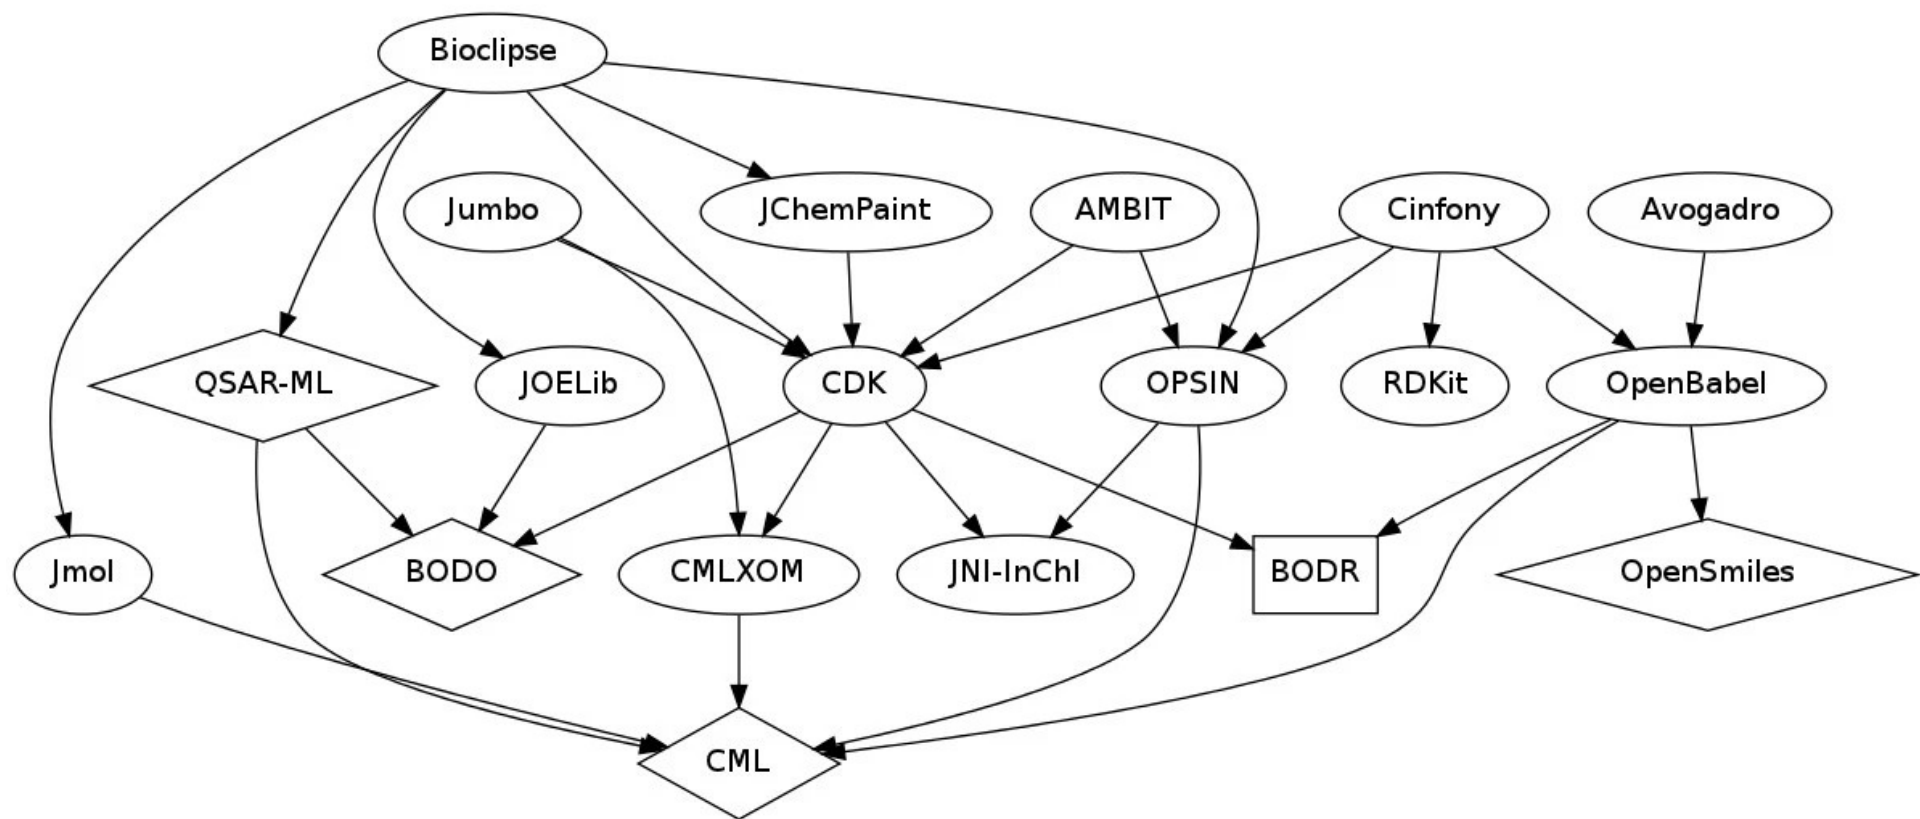 Bioclipse
Jumbo
JChemPaint
AMBIT
Cinfony
Avogadro
QSAR-ML
JOELib
CDK
OPSIN
RDKit
OpenBabel
Jmol
BODO
CMLXOM
JNI-InChI
BODR
OpenSmiles
CML